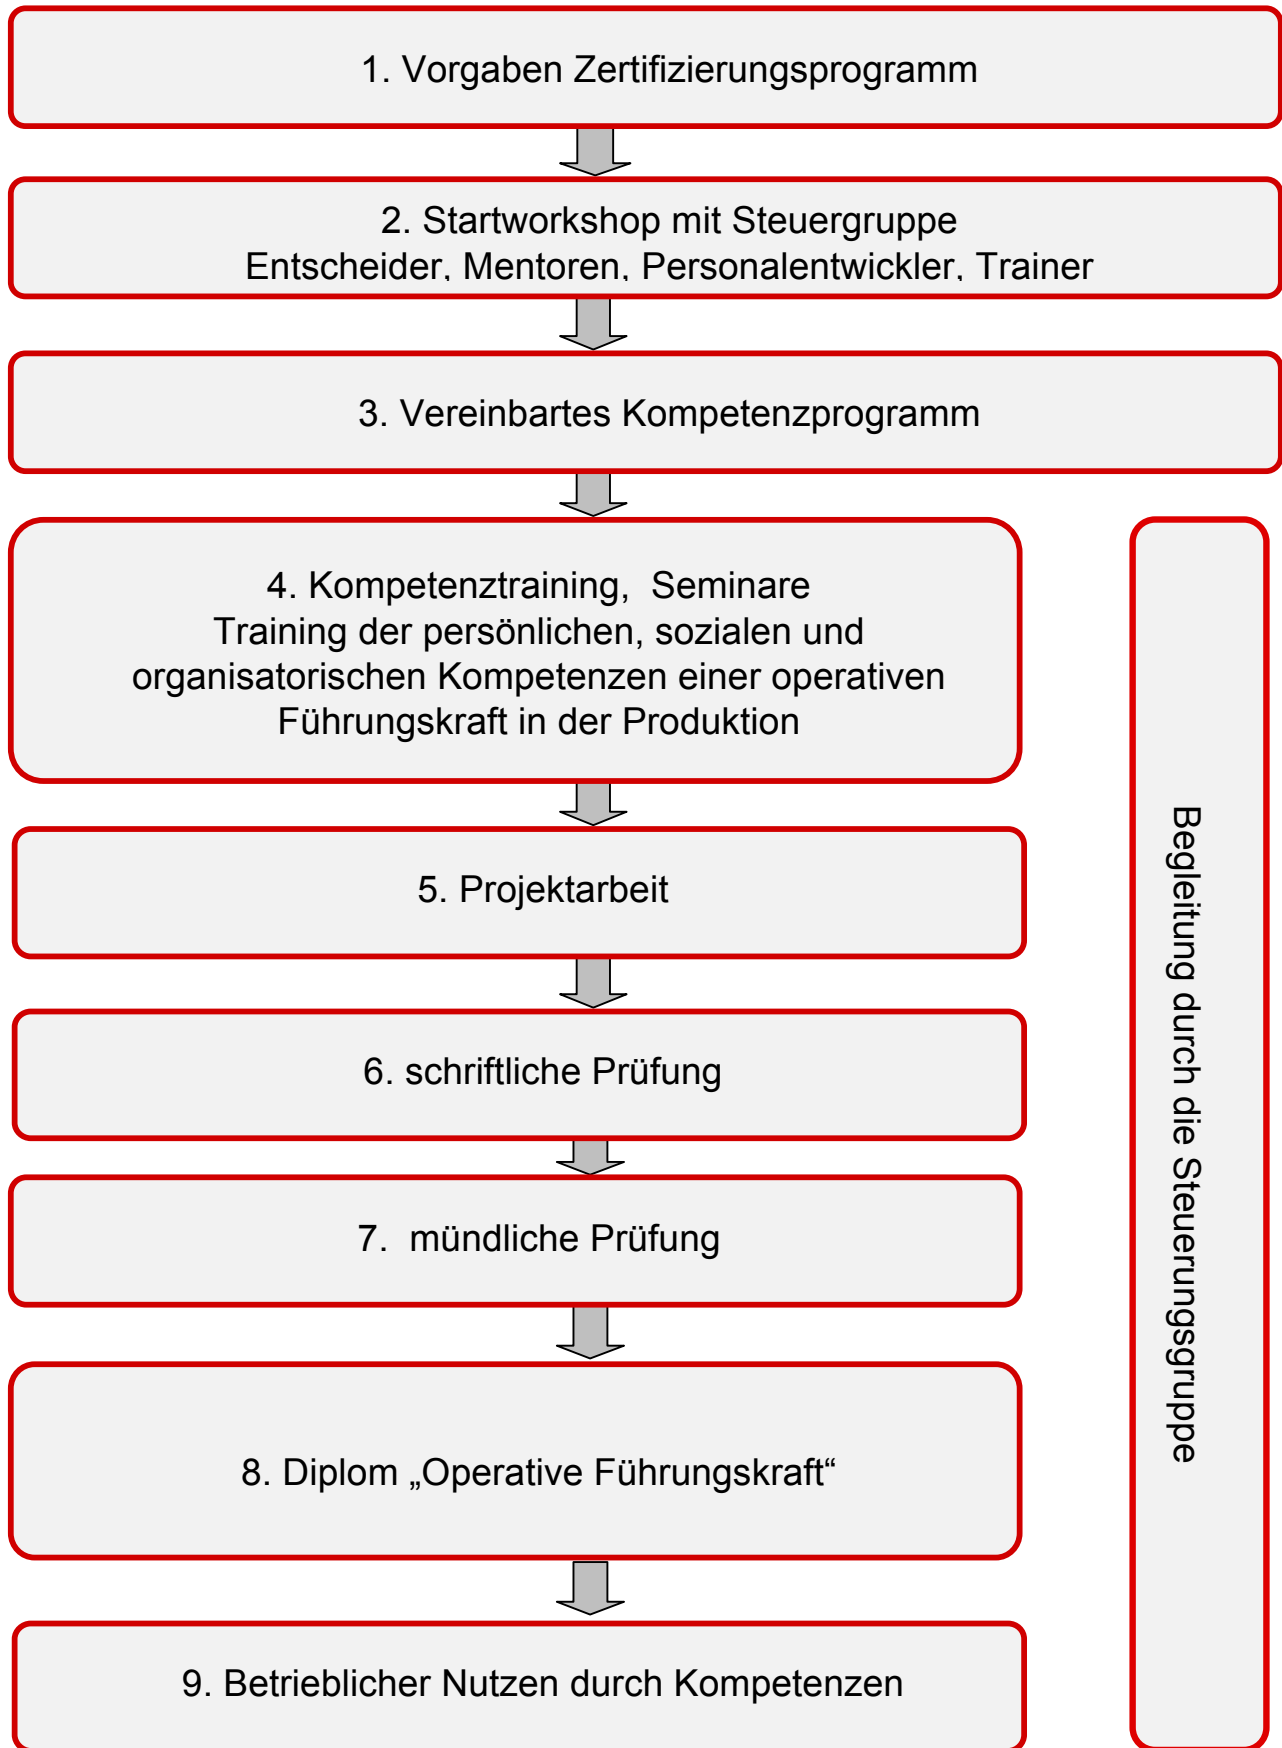 1. Vorgaben Zertifizierungsprogramm
2. Startworkshop mit Steuergruppe
Entscheider, Mentoren, Personalentwickler, Trainer
3. Vereinbartes Kompetenzprogramm
4. Kompetenztraining,  Seminare
Training der persönlichen, sozialen und
organisatorischen Kompetenzen einer operativen
Führungskraft in der Produktion
5. Projektarbeit
6. schriftliche Prüfung
7.  mündliche Prüfung
8. Diplom „Operative Führungskraft“
9. Betrieblicher Nutzen durch Kompetenzen
Begleitung durch die Steuerungsgruppe